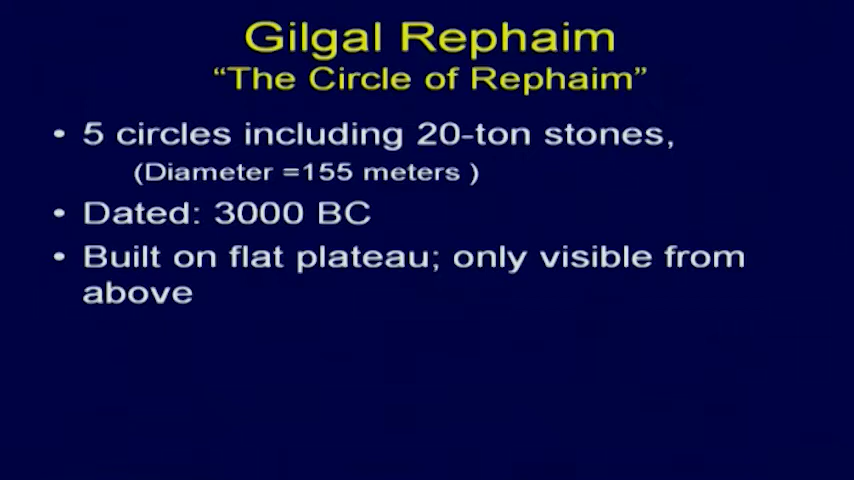 Gilgal Rephaim
“The Circle of Rephaim”
• 5 circles including 20-ton stones,
(Diameter =155 meters )
• Dated: 3000 BC
• Built on flat plateau; only visible from
above